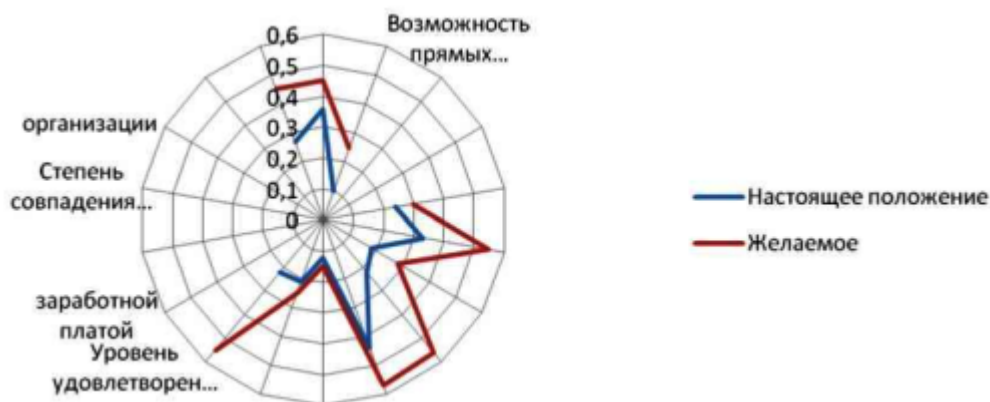 Возможность
прямых...
0,6
0,5
0,4
0,3
0,2
0,1
0
организации
Степень
совпадения...
заработной
платой
Уровень
удовлетворен...
Настоящее положение
Желаемое